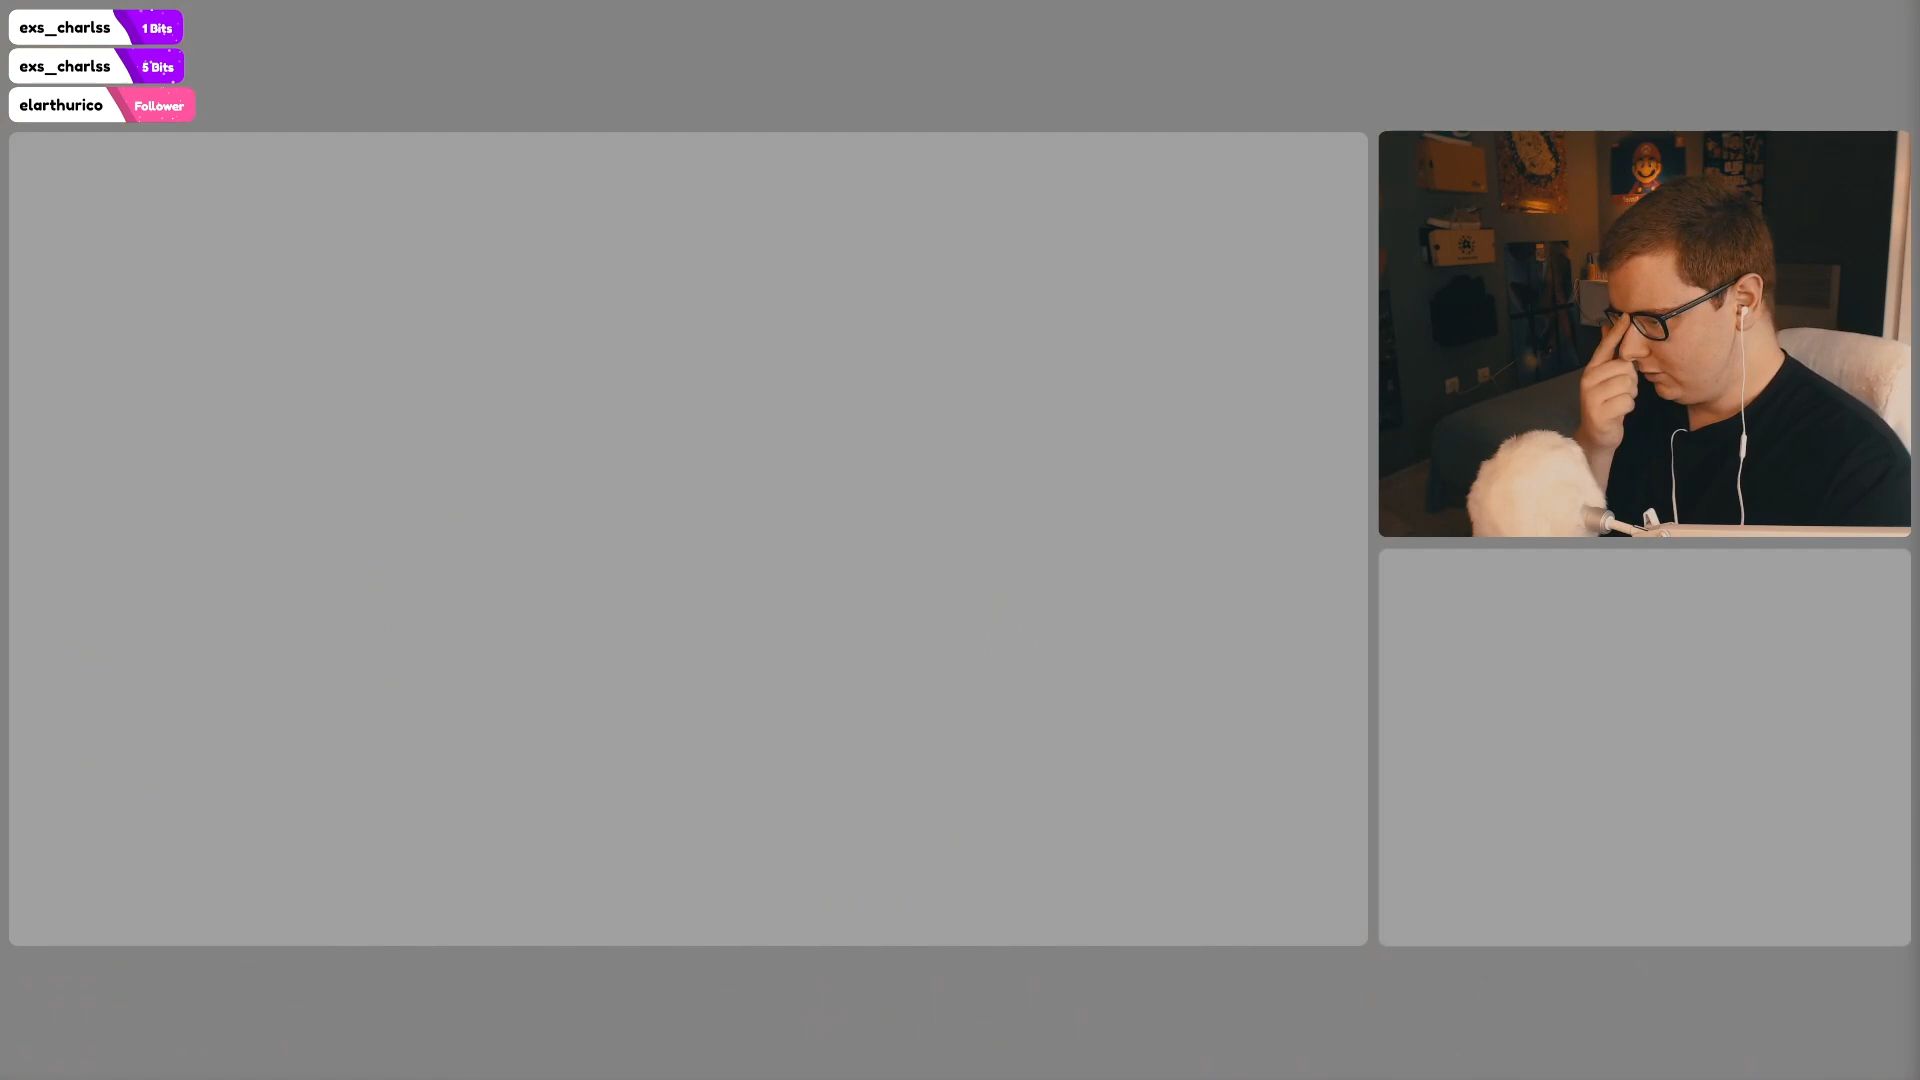 exs_charlss 1 Bits
exs_charlss 5 Bits
elarthurico Follower